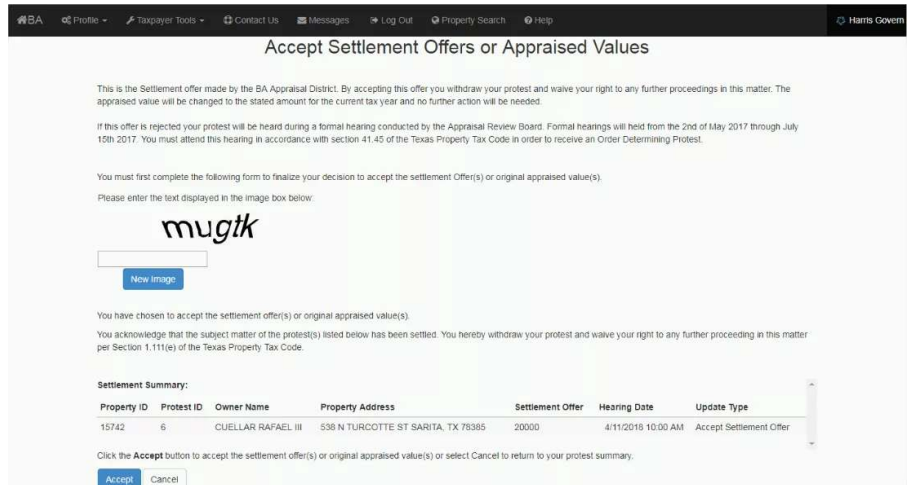 BA Profile Taxpayer Tools Contact Us Messages Log Out Property Search Help Harris Govern
Accept Settlement Offers or Appraised Values
This is the Settlement offer made by the BA Appraisal District. By accepting this offer you withdraw your protest and waive your right to any further proceedings in this matter. The
appraised value will be changed to the stated amount for the current tax year and no further action will be needed.
If this offer is rejected your protest will be heard during a formal hearing conducted by the Appraisal Review Board. Formal hearings will held from the 2nd of May 2017 through July
15th 2017. You must attend this hearing in accordance with section 41.45 of the Texas Property Tax Code in order to receive an Order Determining Protest.
You must first complete the following form to finalize your decision to accept the settlement Offer(s) or original appraised value(s).
Please enter the text displayed in the image box below:
mugtk
New Image
You have chosen to accept the settlement offer(s) or original appraised value(s).
You acknowledge that the subject matter of the protest(s) listed below has been settled. You hereby withdraw your protest and waive your right to any further proceeding in this matter
per Section 1.111(e) of the Texas Property Tax Code.
Settlement Summary:
Property ID Protest ID Owner Name Property Address Settlement Offer Hearing Date Update Type
15742 6 CUELLAR RAFAEL III 538 N TURCOTTE ST SARITA, TX 78385 20000 4/11/2018 10:00 AM Accept Settlement Offer
Click the Accept button to accept the settlement offer(s) or original appraised value(s) or select Cancel to return to your protest summary.
Accept Cancel